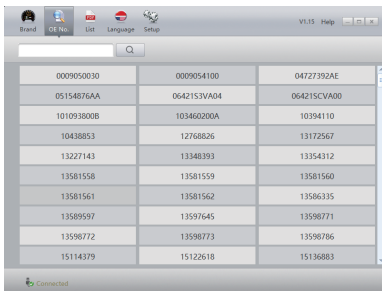 V1.15 Help
Brand OE No. List Language Setup
0009050030 0009054100 04727392AE
05154876AA 06421S3VA04 06421SCVA00
101093800B 103460200A 10394110
10438853 12768826 13172567
13227143 13348393 13354312
13581558 13581559 13581560
13581561 13581562 13586335
13589597 13597645 13598771
13598772 13598773 13598786
15114379 15122618 15136883
Connected